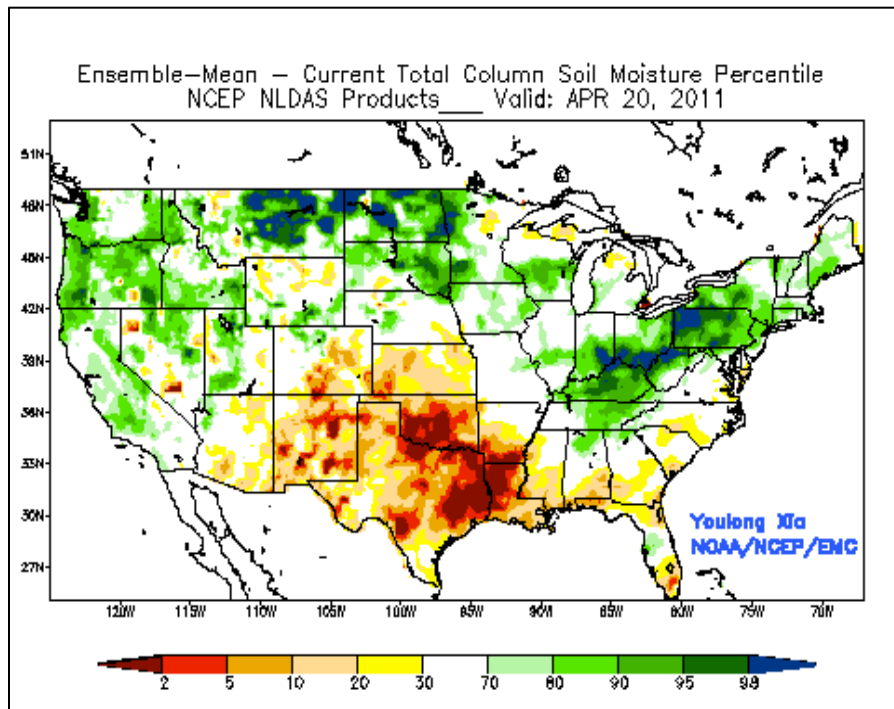 Ensemble-Mean – Current Total Column Soil Moisture Percentile
NCEP NLDAS Products___ Valid: APR 20, 2011
51N
48N
45N
42N
39N
36N
33N
30N
27N
Youlong Xia
NOAA/NCEP/EMC
120W 115W 110W 105W 100W 95W 90W 85W 80W 75W 70W
2 5 10 20 30 70 80 90 95 98